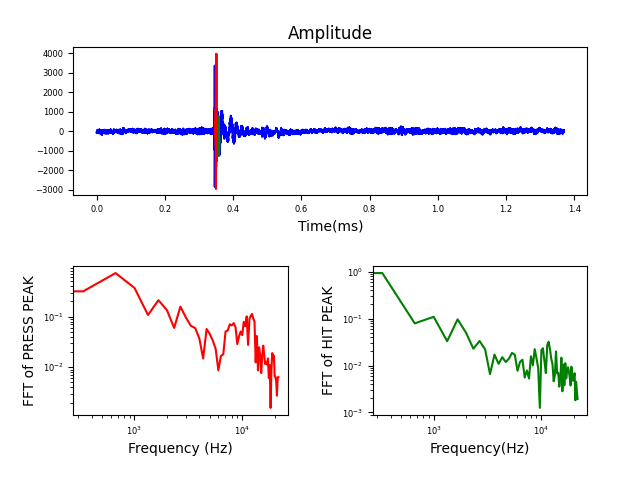 Amplitude
4000
3000
2000
1000
0
−1000
−2000
−3000
0.0 0.2 0.4 0.6 0.8 1.0 1.2 1.4
Time(ms)
FFT of PRESS PEAK
10⁻¹
10⁻²
10³ 10⁴
Frequency (Hz)
FFT of HIT PEAK
10⁰
10⁻¹
10⁻²
10⁻³
10³ 10⁴
Frequency(Hz)